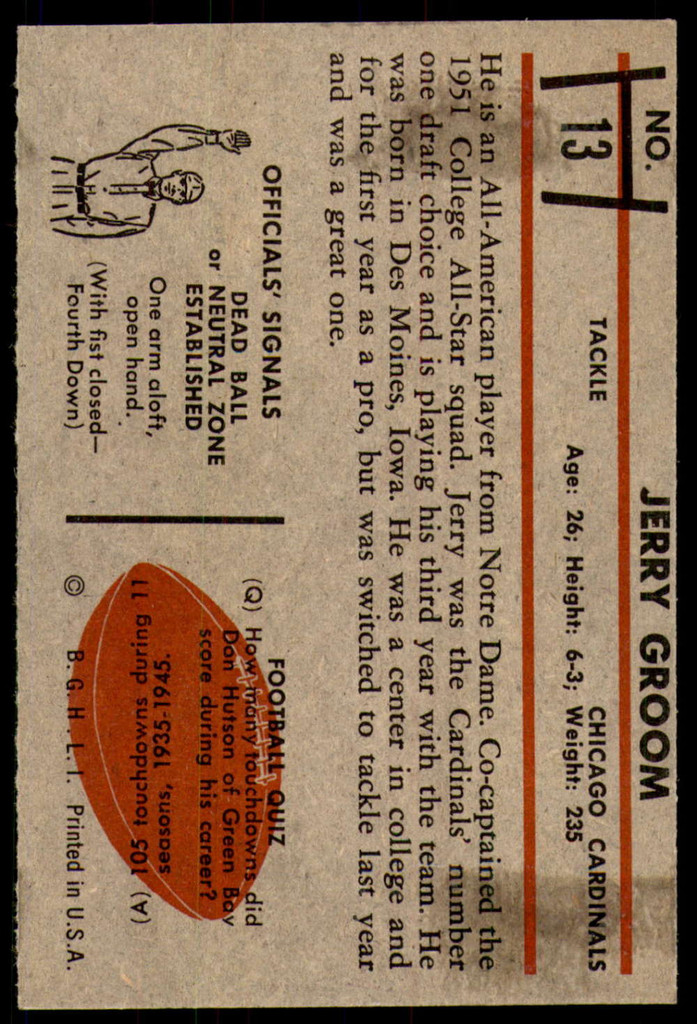 NO.
13
JERRY GROOM
TACKLE
CHICAGO CARDINALS
Age: 26; Height: 6-3; Weight: 235
He is an All-American player from Notre Dame. Co-captained the
1951 College All-Star squad. Jerry was the Cardinals' number
one draft choice and is playing his third year with the team. He
was born in Des Moines, Iowa. He was a center in college and
for the first year as a pro, but was switched to tackle last year
and was a great one.
OFFICIALS' SIGNALS
DEAD BALL
or NEUTRAL ZONE
ESTABLISHED
One arm aloft,
open hand.
(With fist closed—
Fourth Down)
FOOTBALL QUIZ
(Q) How many touchdowns did
Don Hutson of Green Bay
score during his career?
(A) 105 touchdowns during 11
seasons, 1935-1945.
© B. G. H. L. I. Printed in U.S.A.